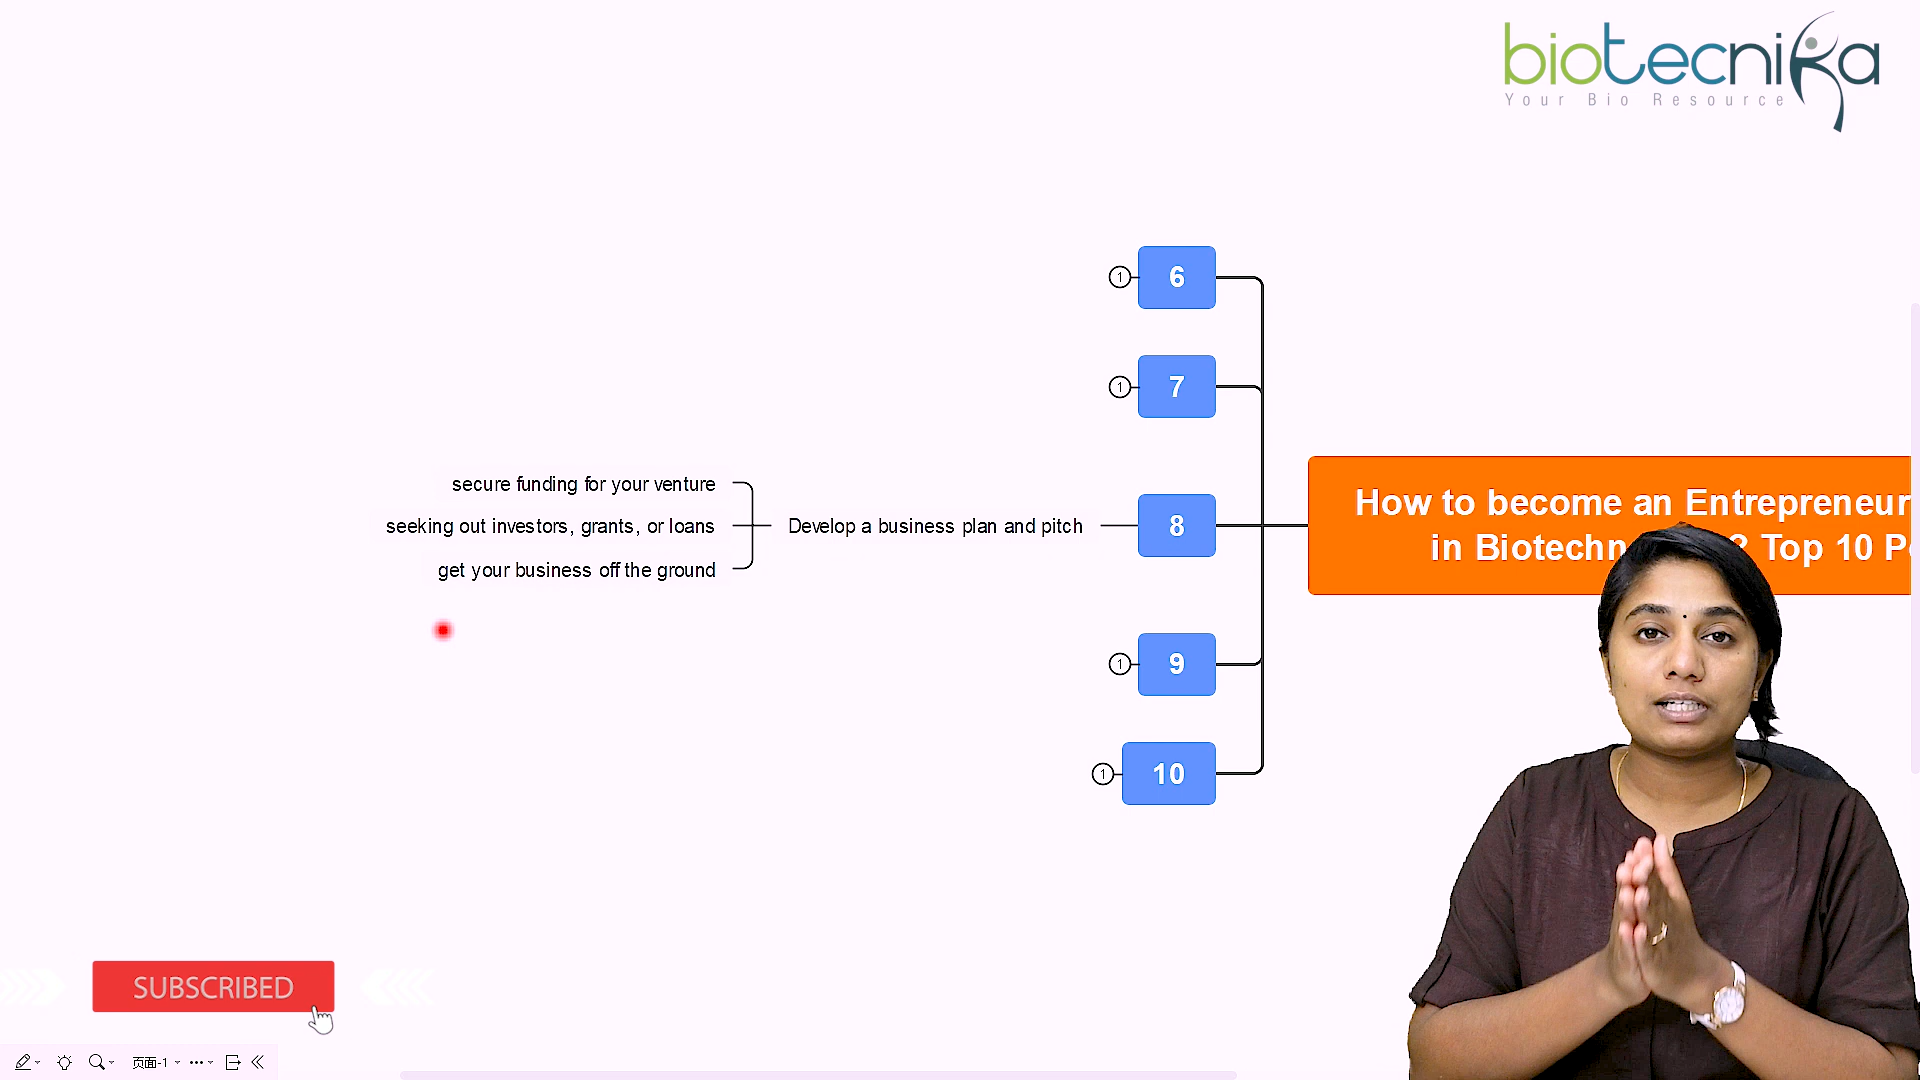 biotecnika
Your Bio Resource
1
6
1
7
secure funding for your venture
seeking out investors, grants, or loans
get your business off the ground
Develop a business plan and pitch
8
1
9
1
10
How to become an Entrepreneur
in Biotechn ? Top 10 P
SUBSCRIBED
页面-1